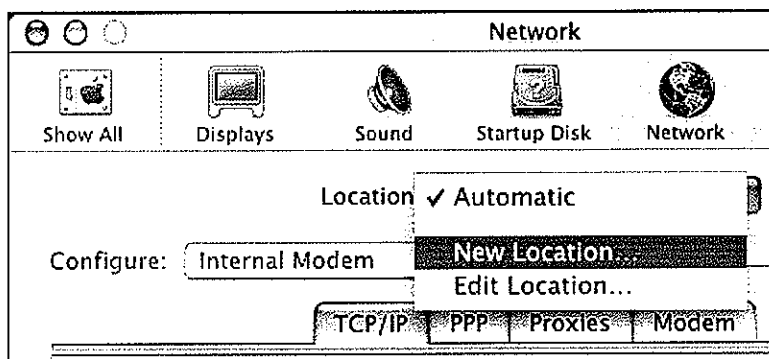 Network
Show All Displays Sound Startup Disk Network
Location ✓ Automatic
New Location...
Configure: Internal Modem
Edit Location...
TCP/IP PPP Proxies Modem